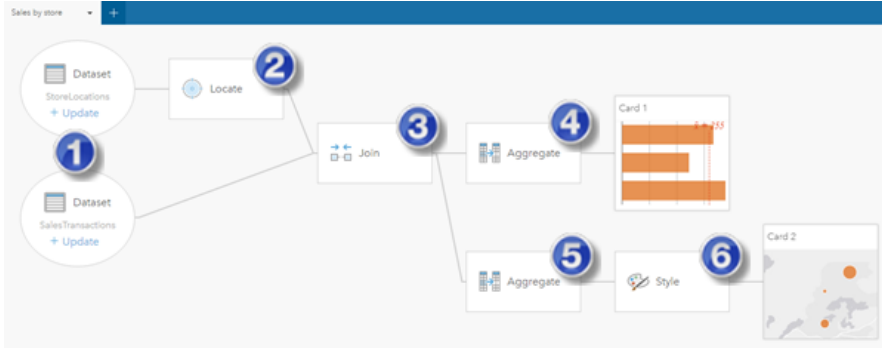 Sales by store
+
Dataset
StoreLocations
+ Update
2
Locate
1
Dataset
SalesTransactions
+ Update
3
Join
4
Aggregate
Card 1
5
Aggregate
6
Style
Card 2